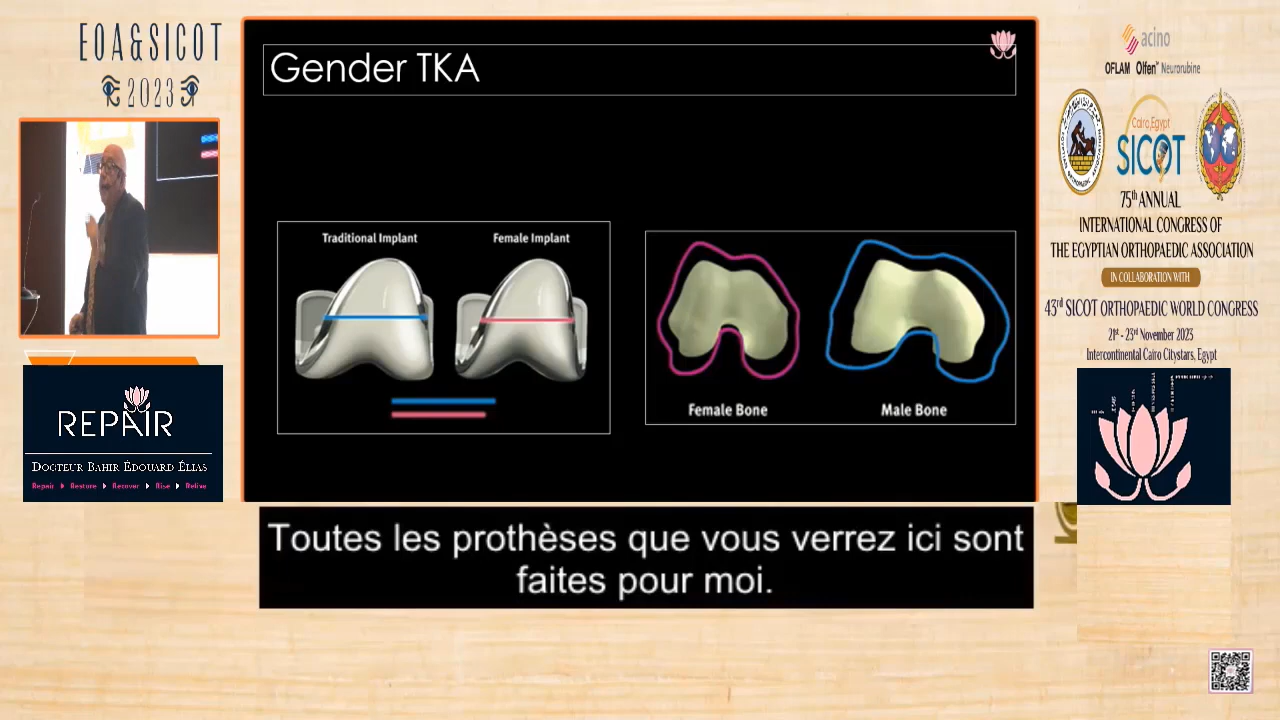 EOA&SICOT
2023
REPAIR
DOCTEUR BAHIR ÉDOUARD ÉLIAS
Repair Restore Recover Rise Relive
Gender TKA
Traditional Implant
Female Implant
Female Bone
Male Bone
Toutes les prothèses que vous verrez ici sont
faites pour moi.
acino
OFLAM Olfen Neurorubine
Cairo, Egypt
SICOT
75th ANNUAL
INTERNATIONAL CONGRESS OF
THE EGYPTIAN ORTHOPAEDIC ASSOCIATION
IN COLLABORATION WITH
43rd SICOT ORTHOPAEDIC WORLD CONGRESS
21st - 23rd November 2023
Intercontinental Cairo Citystars, Egypt